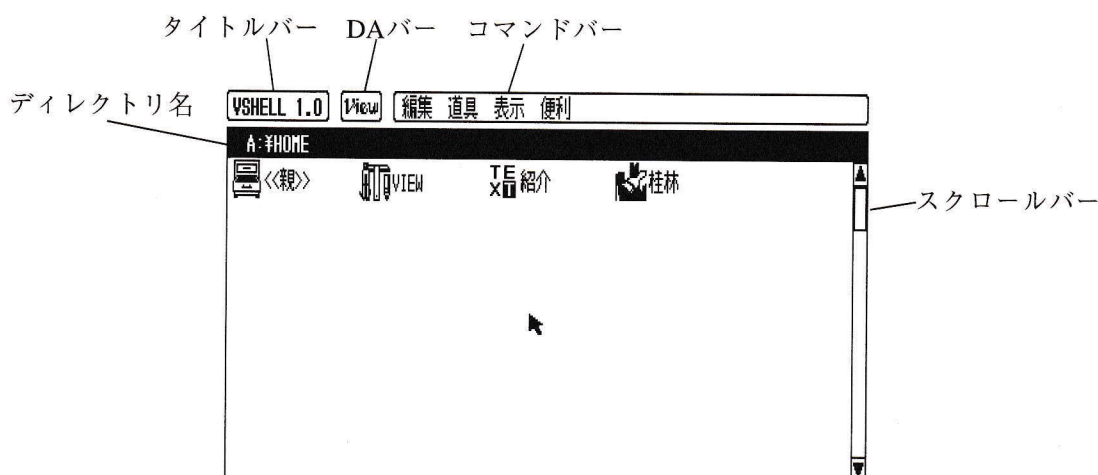 タイトルバー DAバー コマンドバー
ディレクトリ名
VSHELL 1.0 View 編集 道具 表示 便利
A:¥HOME
<<親>> VIEW TEXT 紹介 桂林
スクロールバー